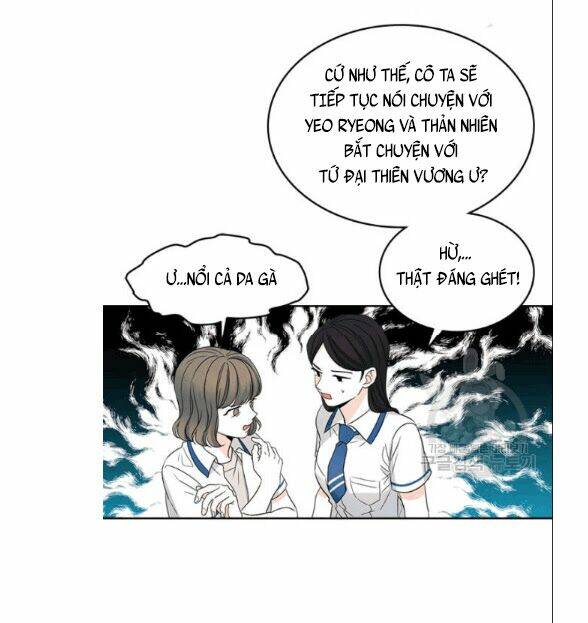 CỨ NHƯ THẾ, CÔ TA SẼ
TIẾP TỤC NÓI CHUYỆN VỚI
YEO RYEONG VÀ THẢN NHIÊN
BẮT CHUYỆN VỚI
TỨ ĐẠI THIÊN VƯƠNG Ư?
HỪ,...
THẬT ĐÁNG GHÉT!
Ư...NỔI CẢ DA GÀ